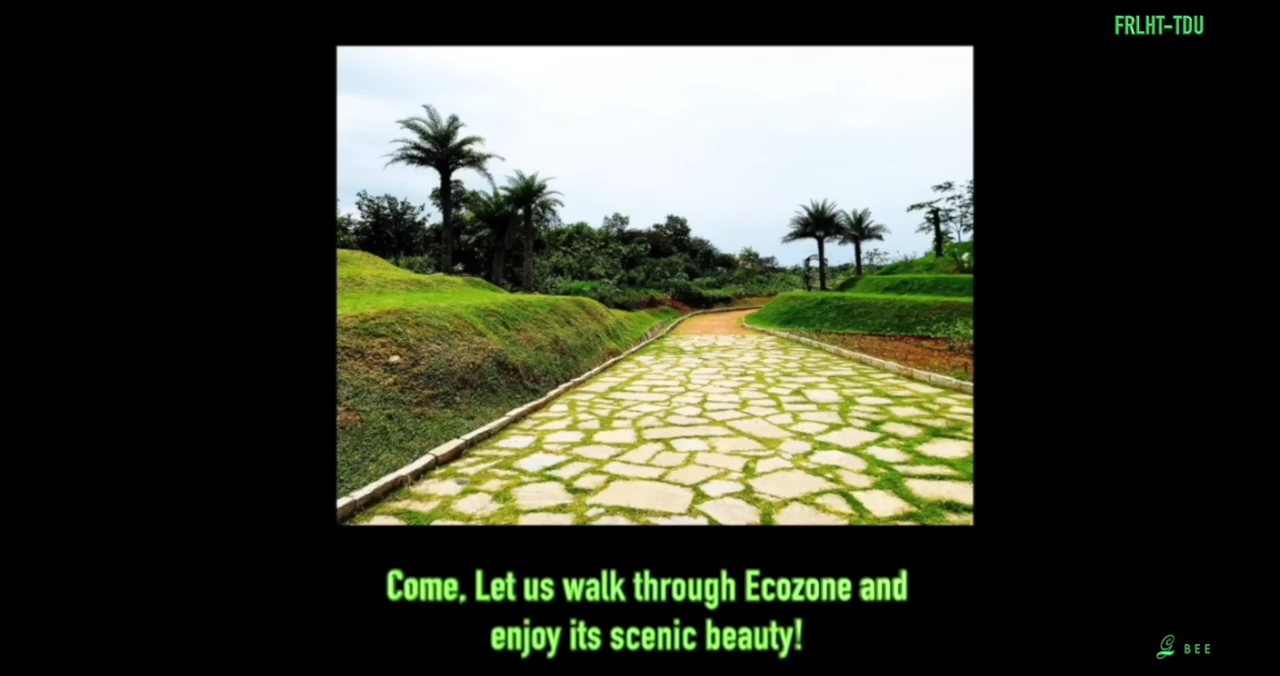 FRLHT-TDU
Come, Let us walk through Ecozone and
enjoy its scenic beauty!
BEE